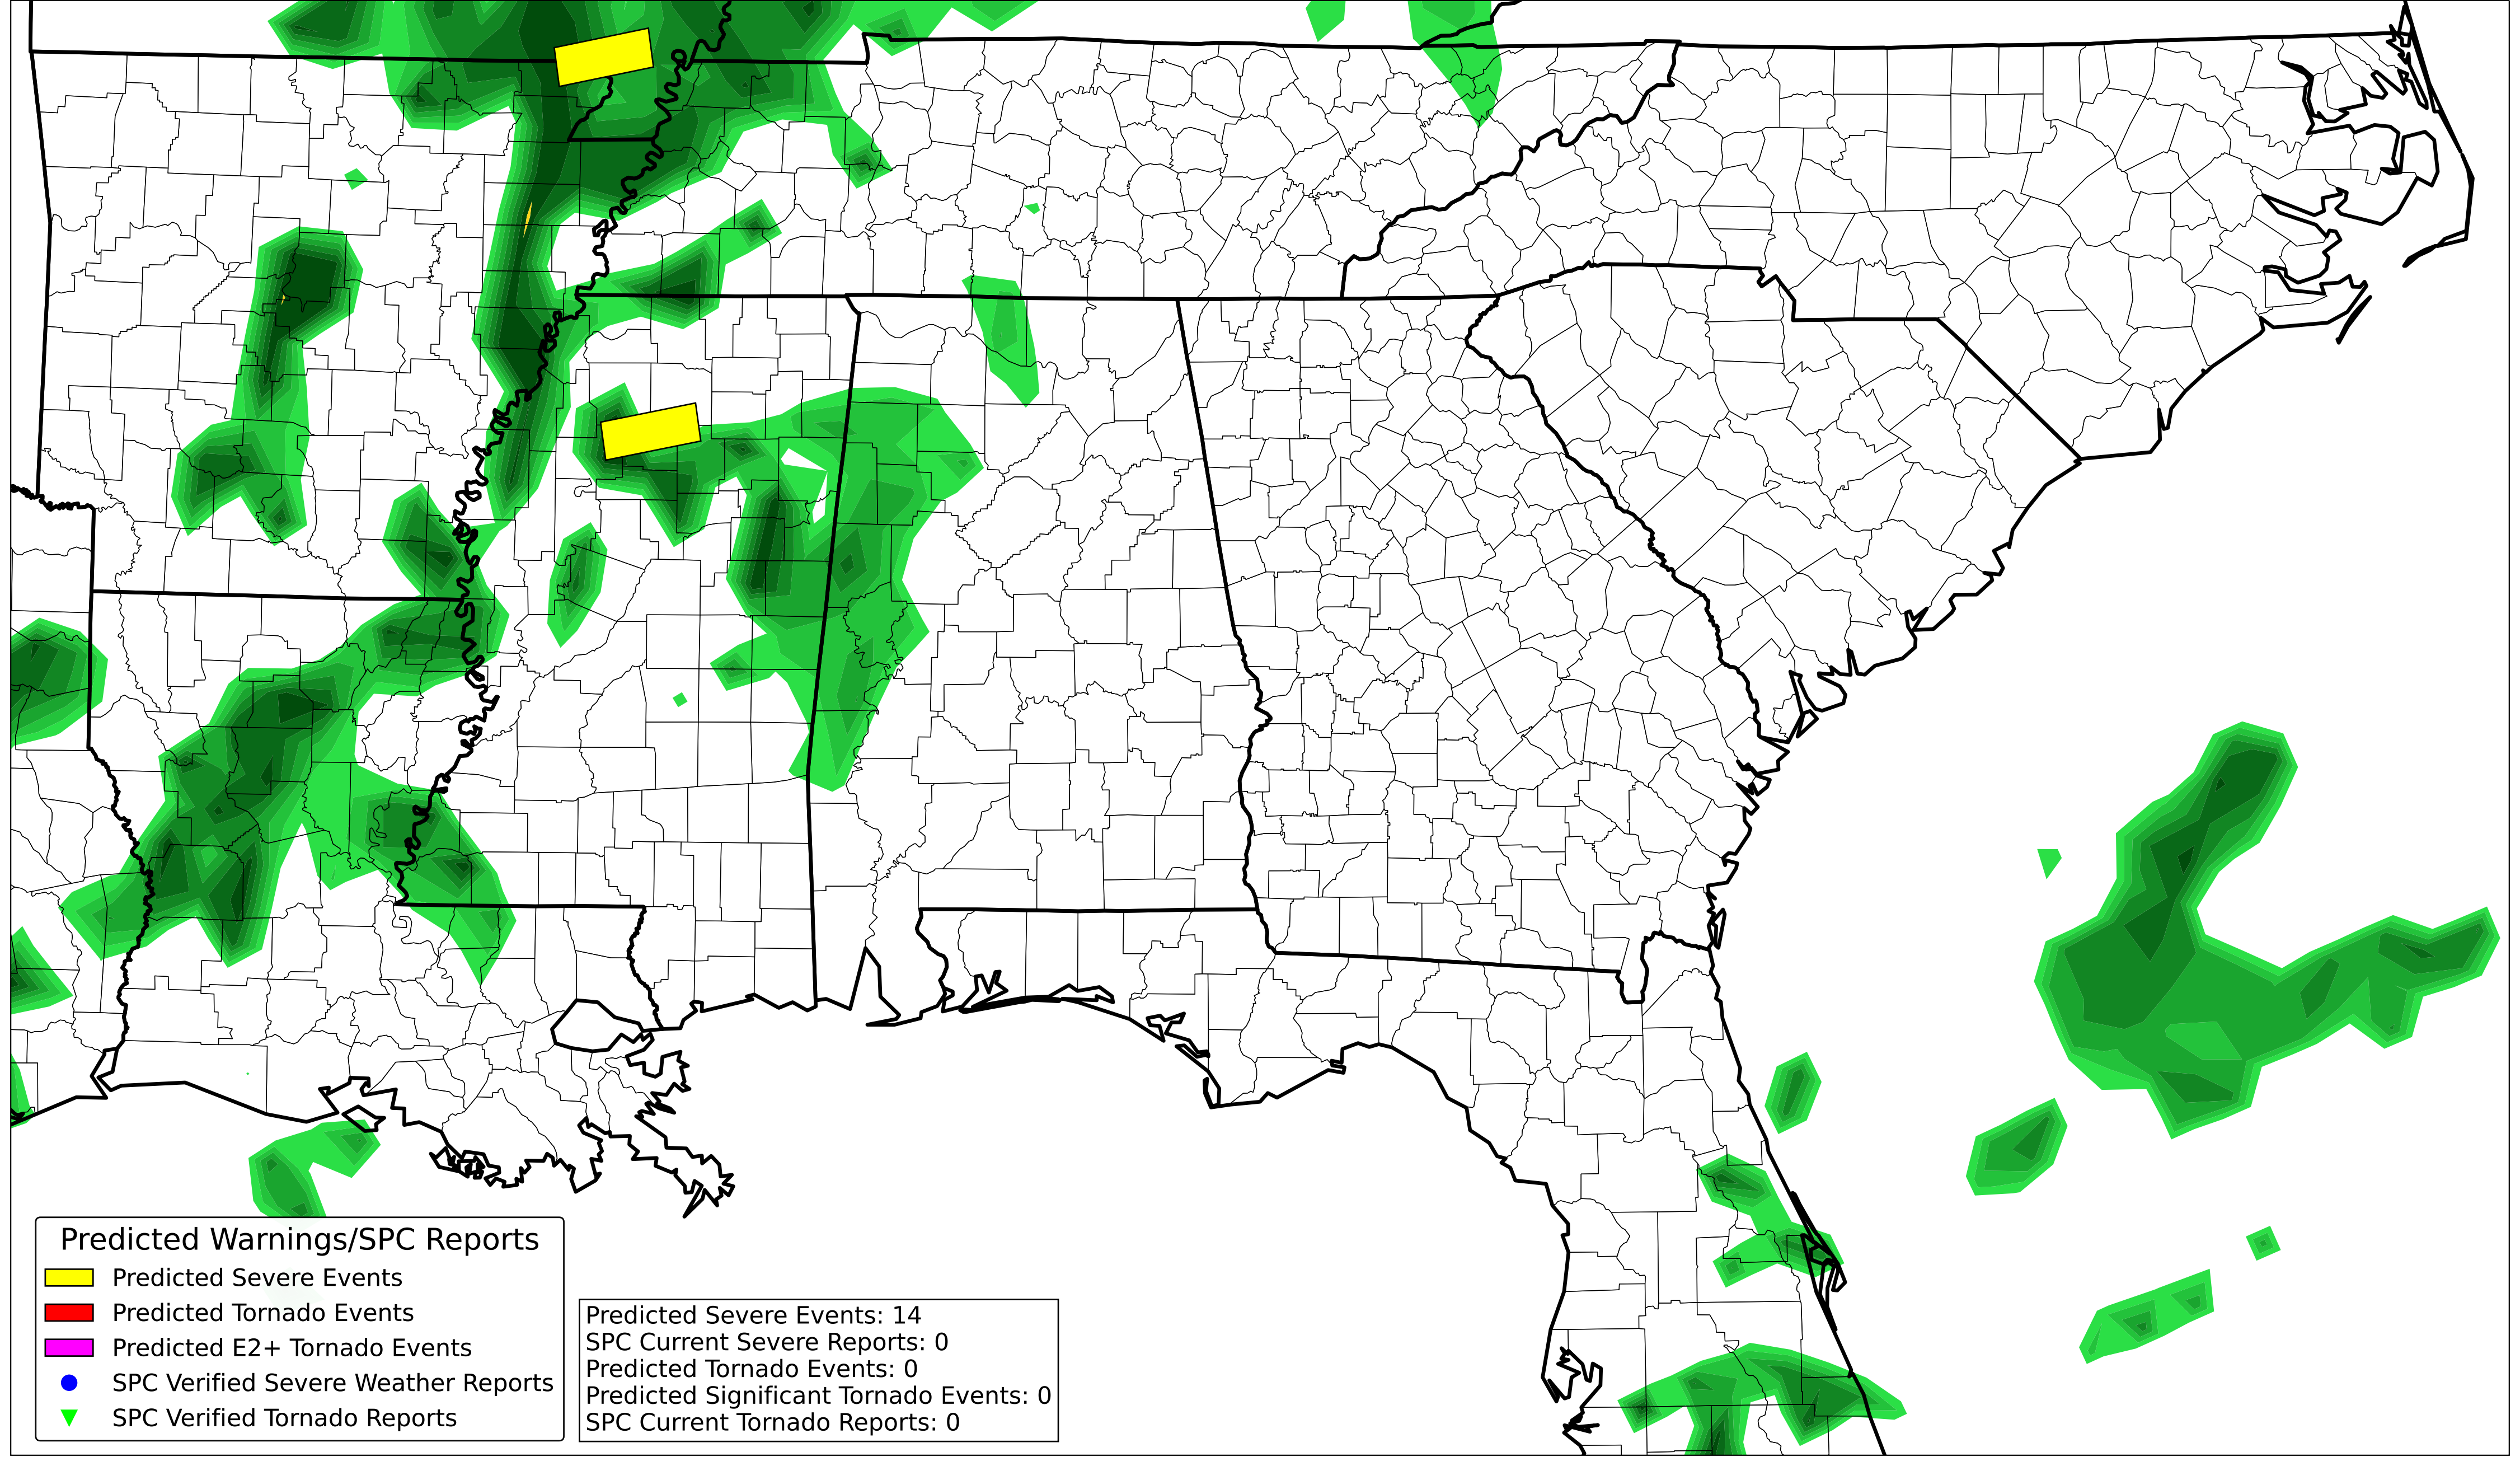 Predicted Warnings/SPC Reports
Predicted Severe Events
Predicted Tornado Events
Predicted E2+ Tornado Events
SPC Verified Severe Weather Reports
SPC Verified Tornado Reports
Predicted Severe Events: 14
SPC Current Severe Reports: 0
Predicted Tornado Events: 0
Predicted Significant Tornado Events: 0
SPC Current Tornado Reports: 0